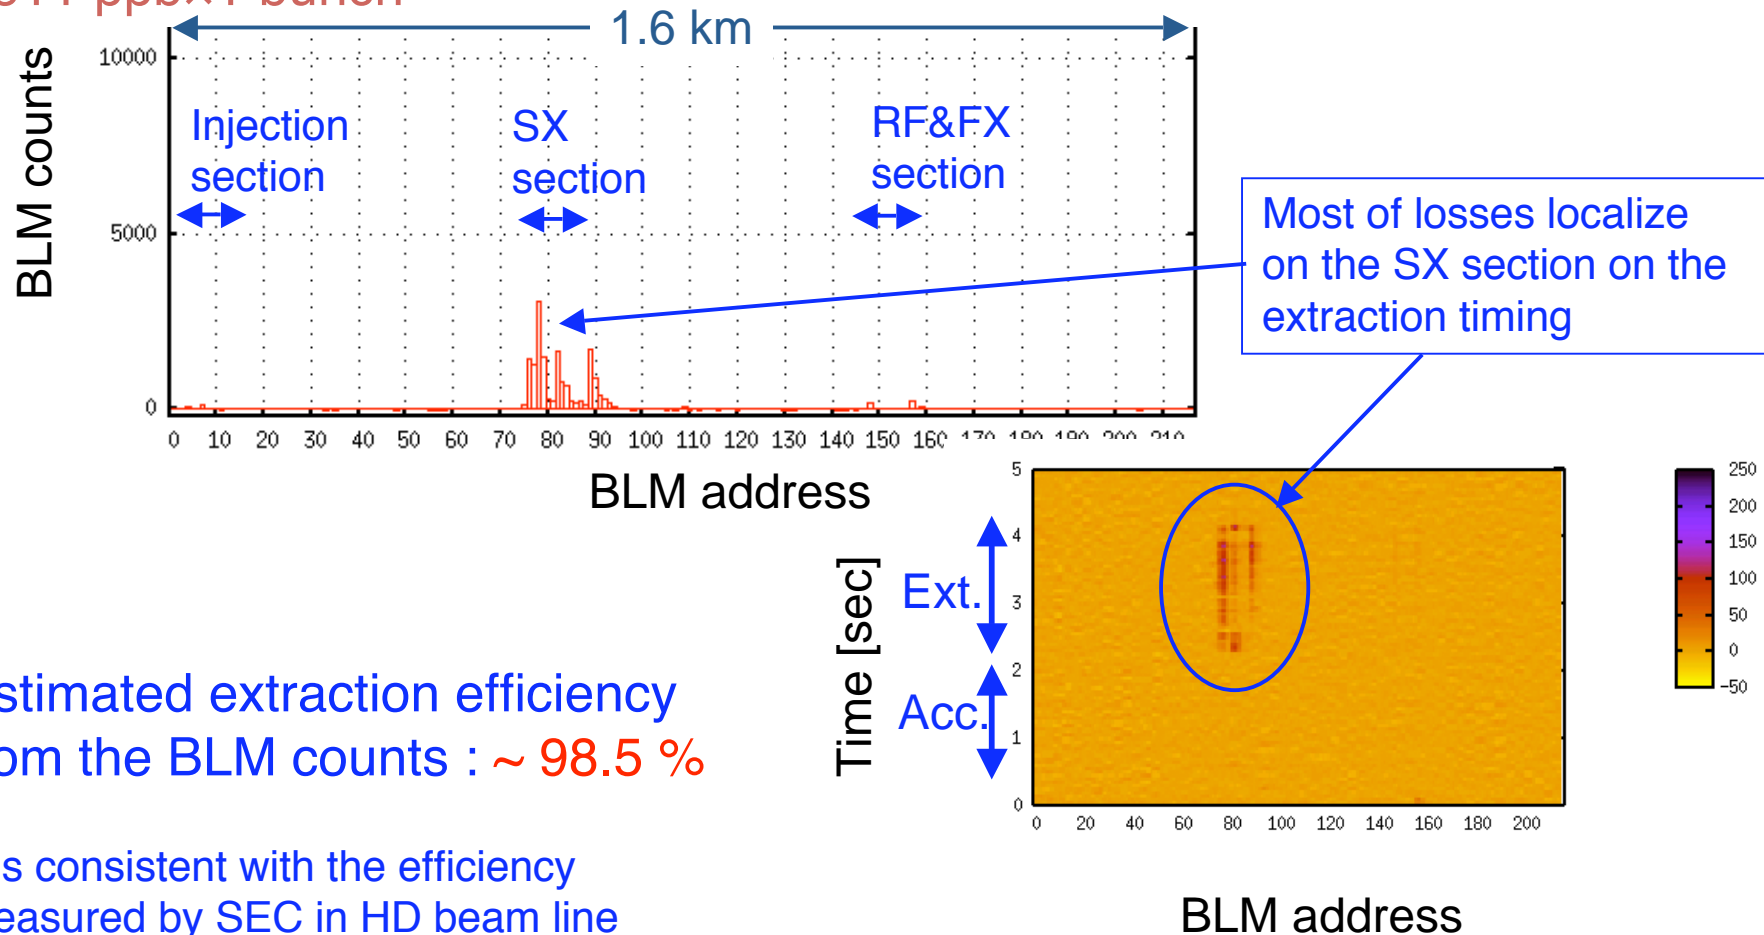 1.6 km
BLM counts
10000
5000
0
Injection
section
SX
section
RF&FX
section
0 10 20 30 40 50 60 70 80 90 100 110 120 130 140 150
BLM address
Most of losses localize
on the SX section on the
extraction timing
Time [sec]
Ext.
Acc.
5
4
3
2
1
0
0 20 40 60 80 100 120 140 160 180 200
BLM address
250
200
150
100
50
0
-50
extraction efficiency
the BLM counts : ~ 98.5 %
consistent with the efficiency
by SEC in HD beam line